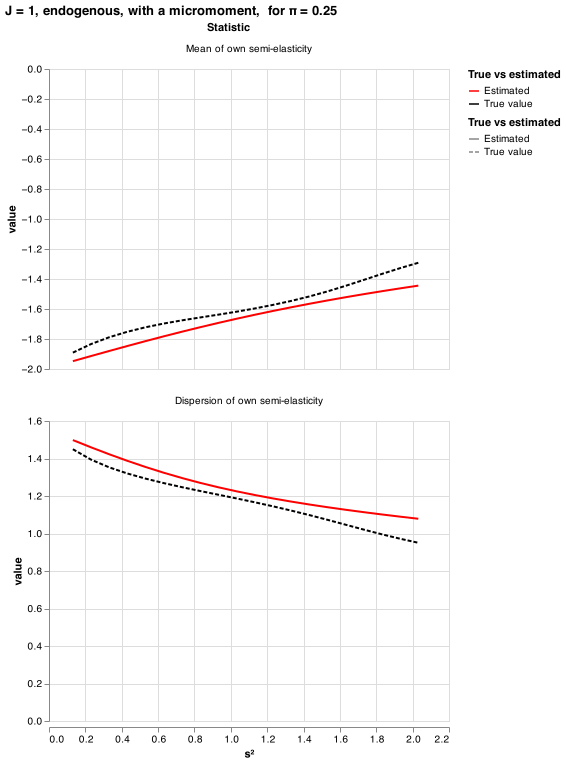 J = 1, endogenous, with a micromoment,  for π = 0.25
Statistic
Mean of own semi-elasticity
0.0
−0.2
−0.4
−0.6
−0.8
−1.0
−1.2
−1.4
−1.6
−1.8
−2.0
value
True vs estimated
Estimated
True value
True vs estimated
Estimated
True value
Dispersion of own semi-elasticity
1.6
1.4
1.2
1.0
0.8
0.6
0.4
0.2
0.0
value
0.0 0.2 0.4 0.6 0.8 1.0 1.2 1.4 1.6 1.8 2.0 2.2
s²